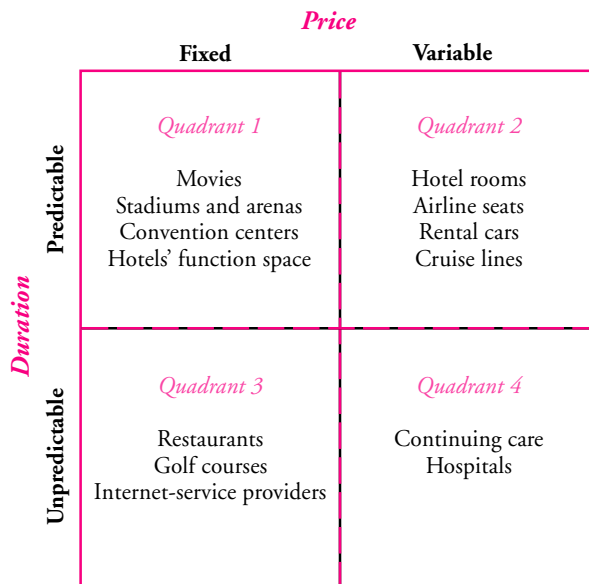 Price
Fixed
Variable
Duration
Predictable
Quadrant 1
Movies
Stadiums and arenas
Convention centers
Hotels’ function space
Quadrant 2
Hotel rooms
Airline seats
Rental cars
Cruise lines
Unpredictable
Quadrant 3
Restaurants
Golf courses
Internet-service providers
Quadrant 4
Continuing care
Hospitals